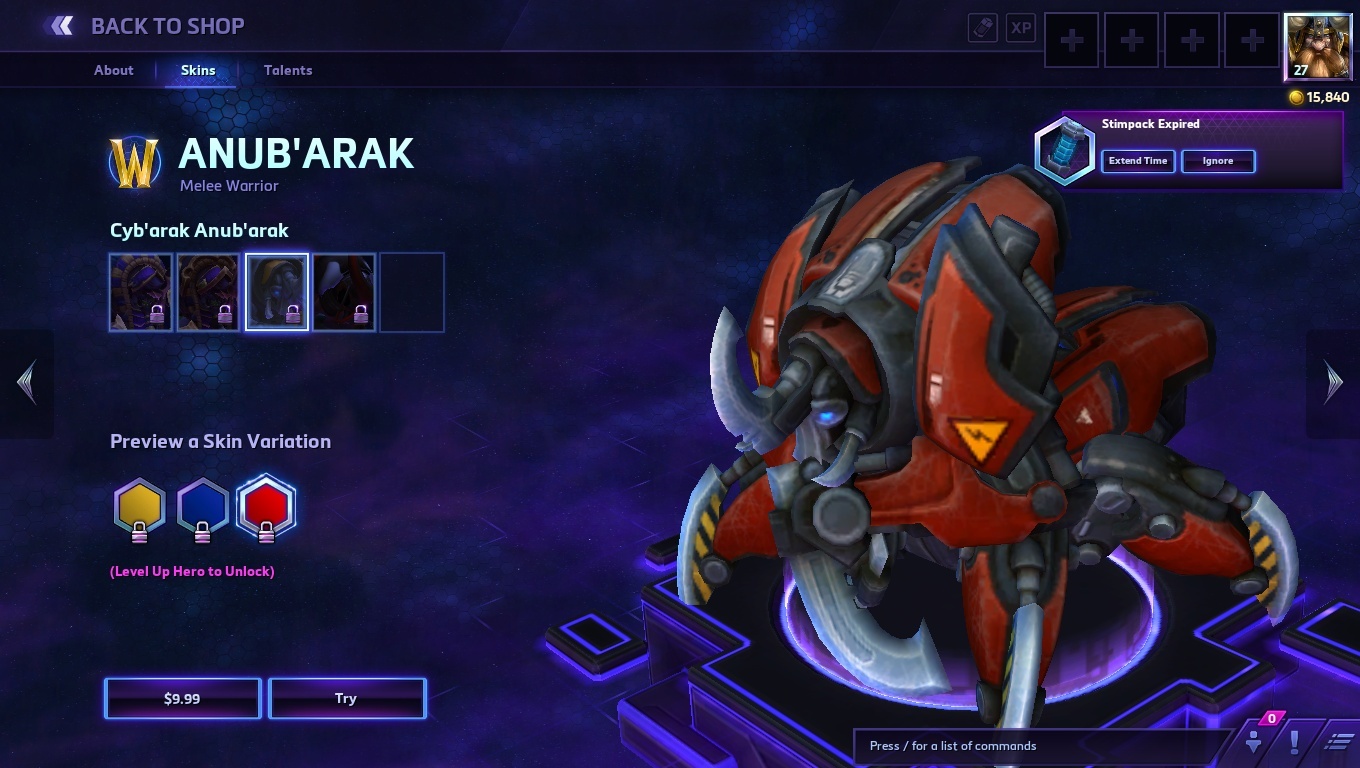 BACK TO SHOP
XP
27
About
Skins
Talents
15,840
Stimpack Expired
Extend Time
Ignore
W
ANUB'ARAK
Melee Warrior
Cyb'arak Anub'arak
Preview a Skin Variation
(Level Up Hero to Unlock)
$9.99
Try
0
Press / for a list of commands